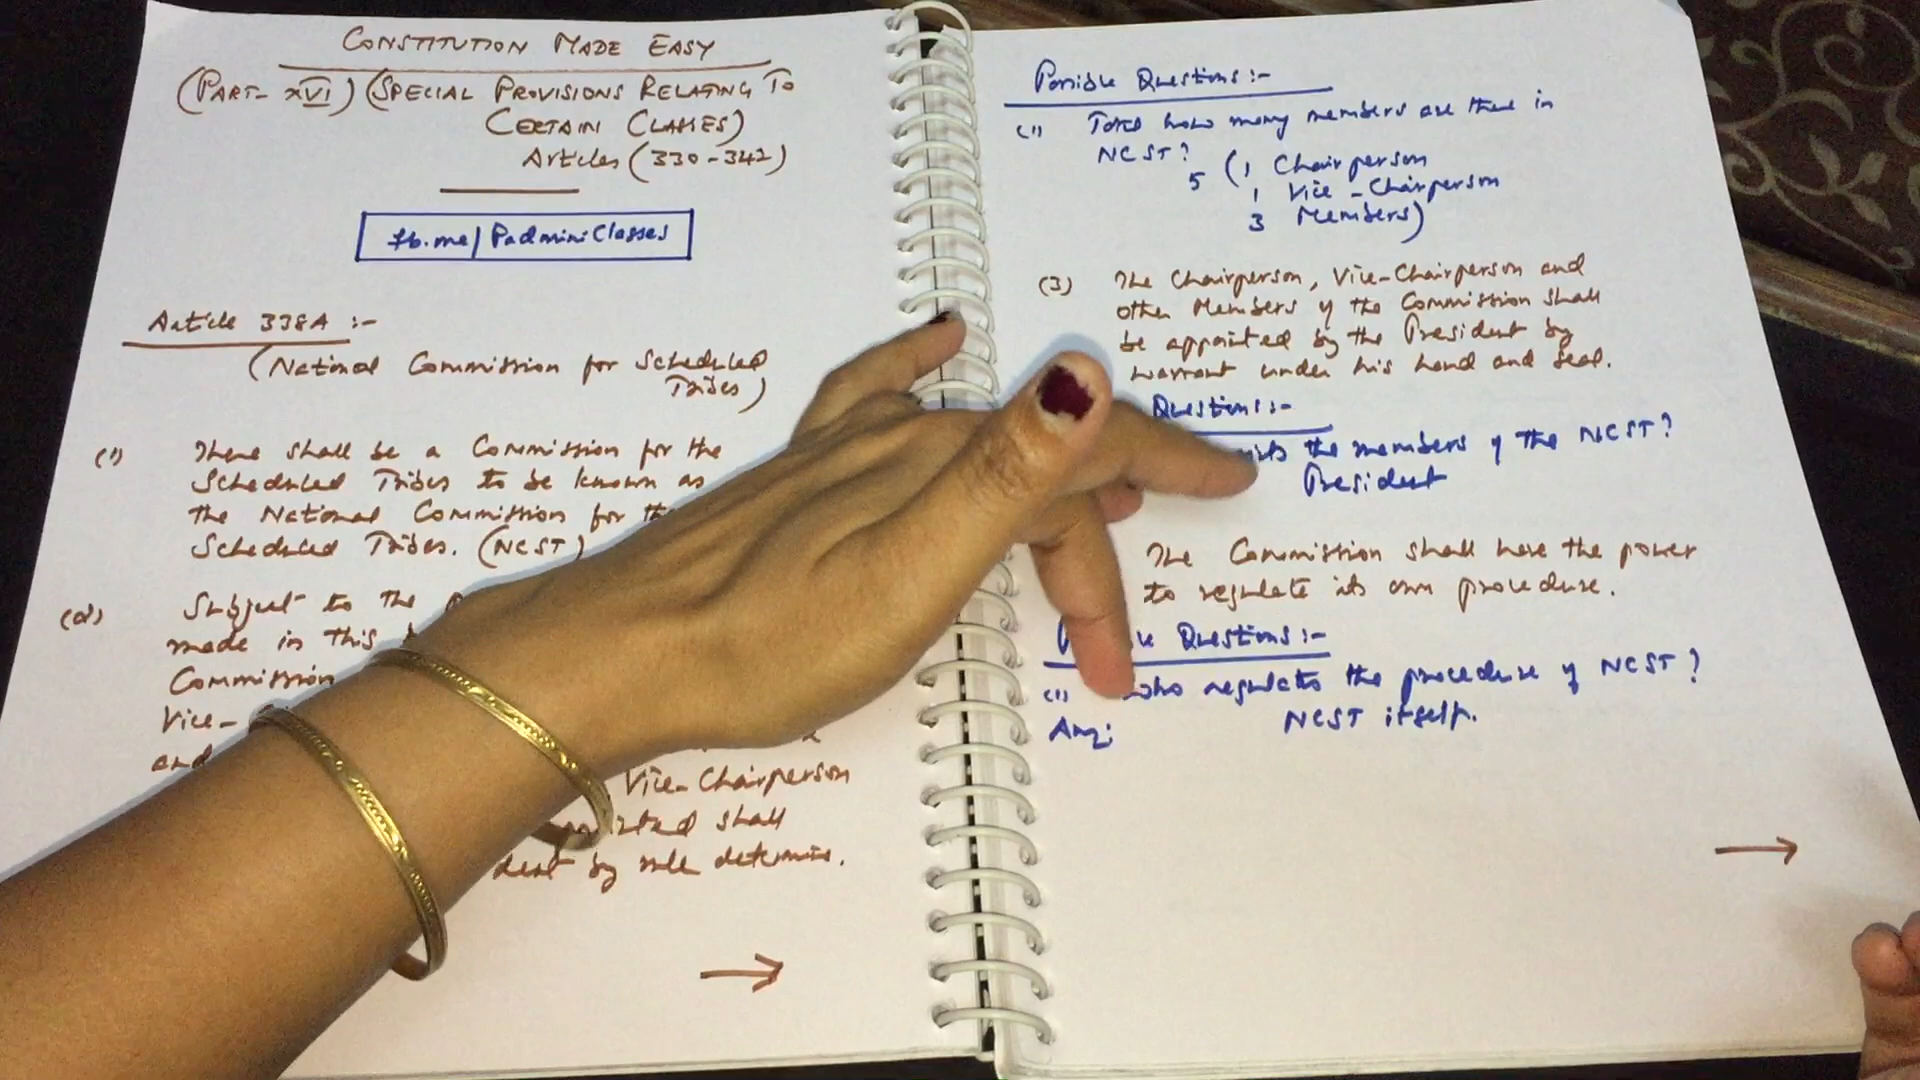 CONSTITUTION MADE EASY
(PART- XVI) (SPECIAL PROVISIONS RELATING TO
CERTAIN CLASSES)
Articles (330-342)
fb.me/PadminiClasses
Article 338A :-
(National Commission for Scheduled
Tribes)
(1) There shall be a Commission for the
Scheduled Tribes to be known as
the National Commission for
Scheduled Tribes. (NCST)
(2) Subject to the
made in this
Commission
Vice-
and
Vice-Chairperson
shall
by rule determine.
Possible Questions :-
(1) Total how many members are there in
NCST?
5 (1 Chairperson
1 Vice-Chairperson
3 Members)
(3) The Chairperson, Vice-Chairperson and
other Members of the Commission shall
be appointed by the President by
warrant under his hand and seal.
Questions :-
the members of the NCST?
President
The Commission shall have the power
to regulate its own procedure.
Questions :-
(1) who regulates the procedure of NCST?
Ans: NCST itself.